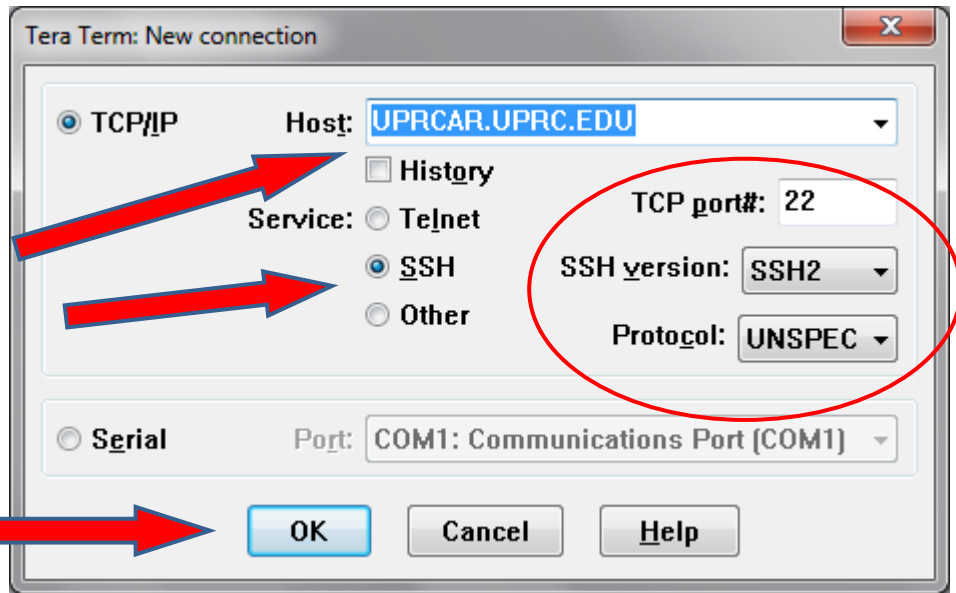 Tera Term: New connection
TCP/IP Host: UPRCAR.UPRC.EDU
History
TCP port#: 22
Service: Telnet
SSH SSH version: SSH2
Other Protocol: UNSPEC
Serial Port: COM1: Communications Port (COM1)
OK Cancel Help